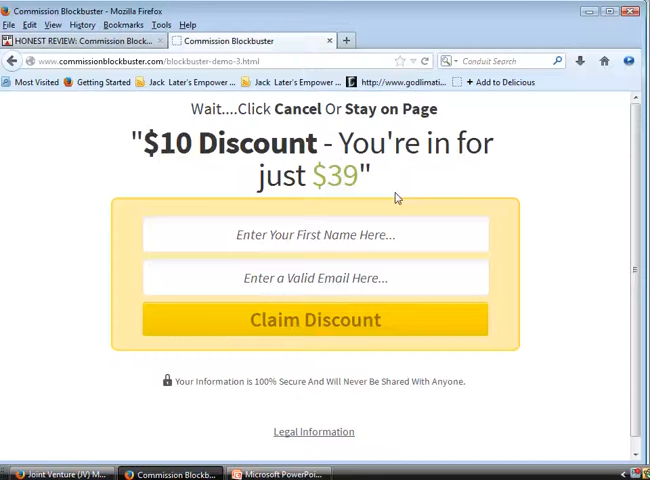 Commission Blockbuster - Mozilla Firefox
File Edit View History Bookmarks Tools Help
HONEST REVIEW: Commission Block... × Commission Blockbuster × +
www.commissionblockbuster.com/blockbuster-demo-3.html Conduit Search
Most Visited Getting Started Jack Later's Empower ... Jack Later's Empower ... http://www.godlimati... + Add to Delicious
Wait....Click Cancel Or Stay on Page
"$10 Discount - You're in for
just $39"
Enter Your First Name Here...
Enter a Valid Email Here...
Claim Discount
Your Information is 100% Secure And Will Never Be Shared With Anyone.
Legal Information
Joint Venture (JV) M... Commission Blockb... Microsoft PowerPoi...